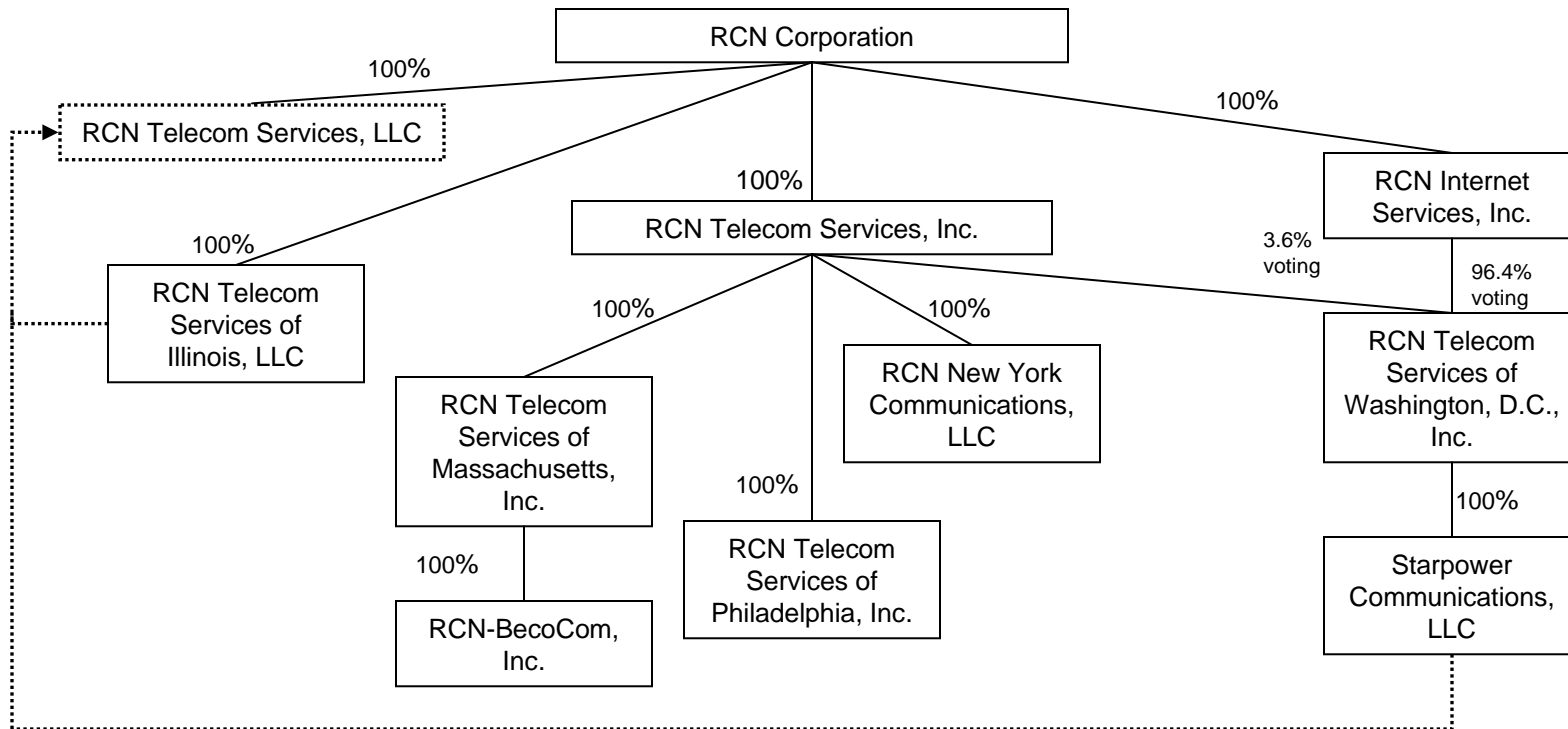 RCN Corporation
100%
100%
RCN Telecom Services, LLC
RCN Internet
Services, Inc.
100%
RCN Telecom Services, Inc.
100%
3.6%
voting
96.4%
voting
RCN Telecom
Services of
Illinois, LLC
100%
100%
RCN Telecom
Services of
Washington, D.C.,
Inc.
RCN New York
Communications,
LLC
RCN Telecom
Services of
Massachusetts,
Inc.
100%
100%
RCN Telecom
Services of
Philadelphia, Inc.
Starpower
Communications,
LLC
100%
RCN-BecoCom,
Inc.